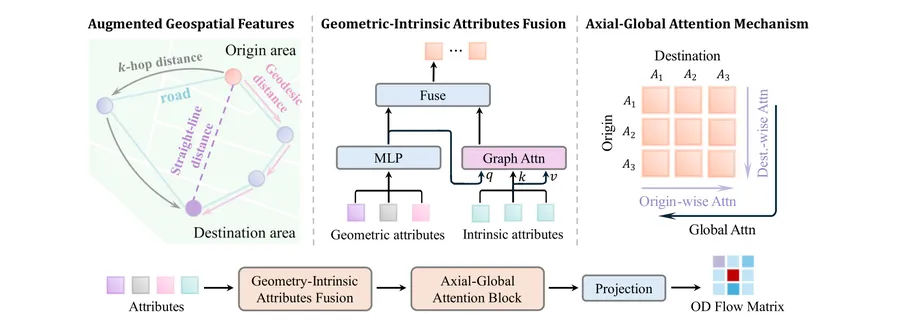 Augmented Geospatial Features
Origin area
k-hop distance
road
Geodesic
distance
Straight-line
distance
Destination area
Geometric-Intrinsic Attributes Fusion
...
Fuse
MLP
Graph Attn
q
k
v
Geometric attributes
Intrinsic attributes
Axial-Global Attention Mechanism
Destination
A₁ A₂ A₃
Origin
A₁
A₂
A₃
Dest.-wise Attn
Origin-wise Attn
Global Attn
Attributes
Geometry-Intrinsic
Attributes Fusion
Axial-Global
Attention Block
Projection
OD Flow Matrix